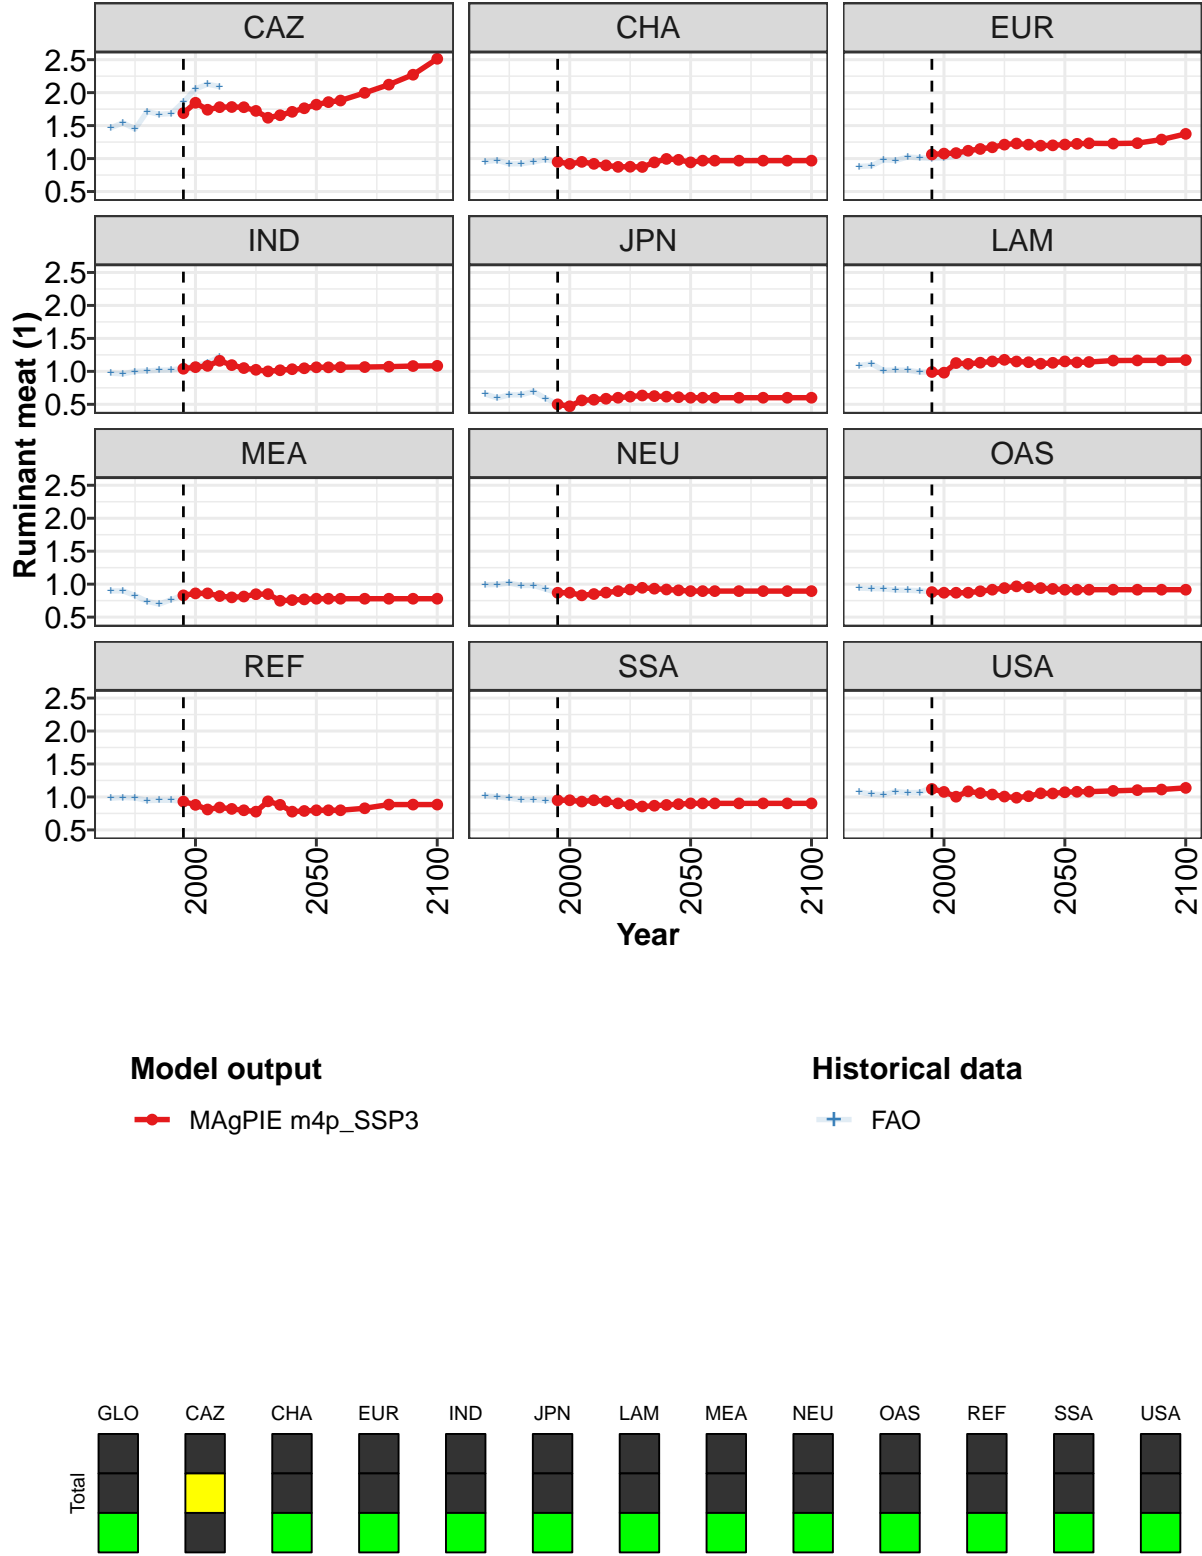 CAZ CHA EUR
2.5
2.0
1.5
1.0
0.5
IND JPN LAM
2.5
2.0
1.5
1.0
0.5
MEA NEU OAS
2.5
2.0
1.5
1.0
0.5
REF SSA USA
2.5
2.0
1.5
1.0
0.5
Ruminant meat (1)
2000 2050 2100 2000 2050 2100 2000 2050 2100
Year
Model output Historical data
MAgPIE m4p_SSP3 FAO
GLO CAZ CHA EUR IND JPN LAM MEA NEU OAS REF SSA USA
Total